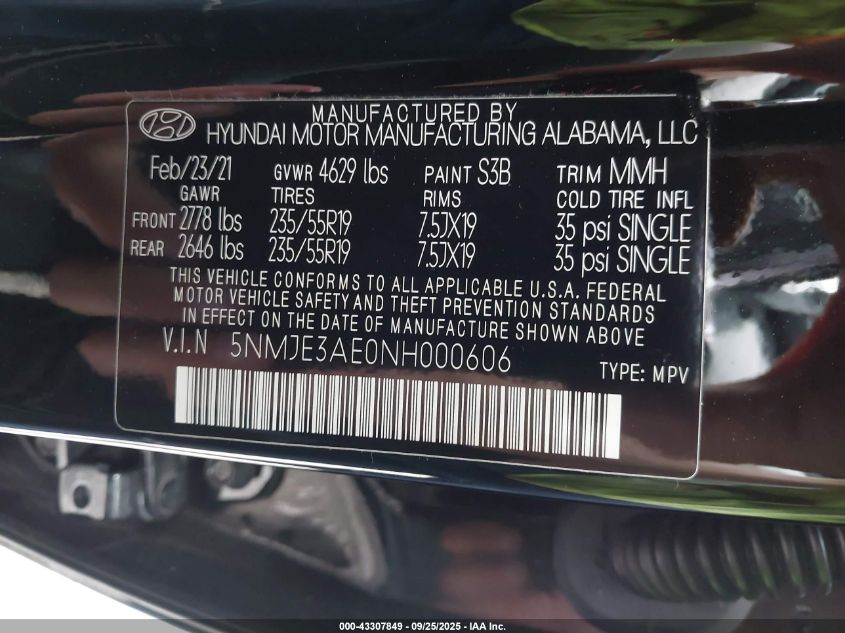 MANUFACTURED BY
HYUNDAI MOTOR MANUFACTURING ALABAMA, LLC
Feb/23/21 GVWR 4629 lbs PAINT S3B TRIM MMH
GAWR TIRES RIMS COLD TIRE INFL
FRONT 2778 lbs 235/55R19 7.5JX19 35 psi SINGLE
REAR 2646 lbs 235/55R19 7.5JX19 35 psi SINGLE
THIS VEHICLE CONFORMS TO ALL APPLICABLE U.S.A. FEDERAL
MOTOR VEHICLE SAFETY AND THEFT PREVENTION STANDARDS
IN EFFECT ON THE DATE OF MANUFACTURE SHOWN ABOVE
V.I.N 5NMJE3AE0NH000606
TYPE: MPV
000-43307849 - 09/25/2025 - IAA Inc.